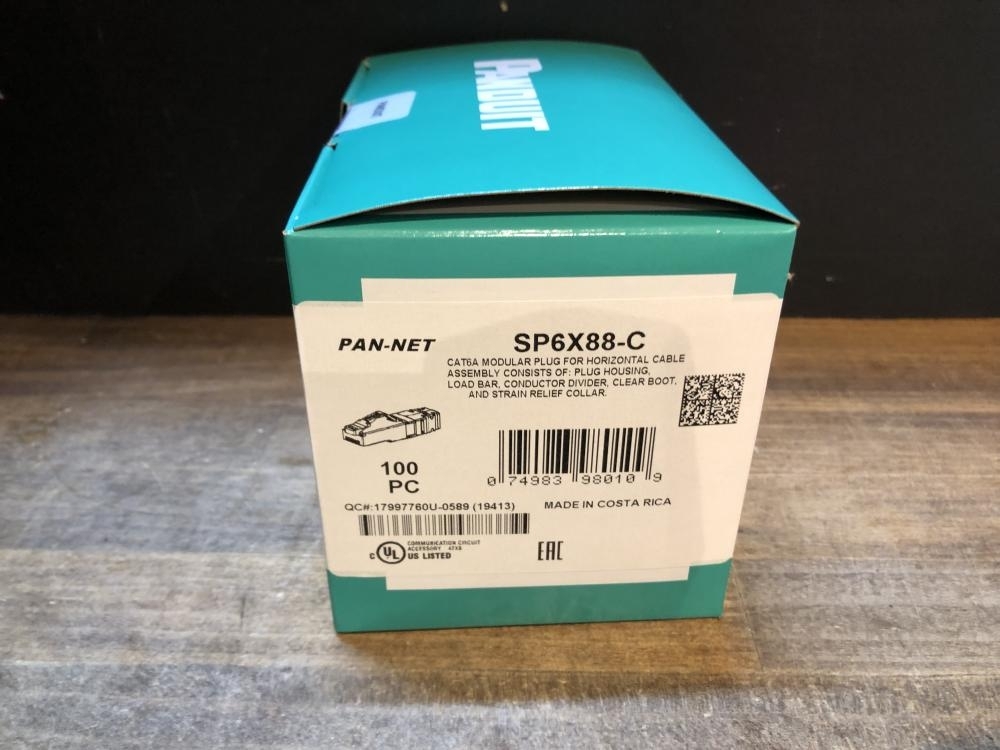 PANDUIT
PAN-NET
SP6X88-C
CAT6A MODULAR PLUG FOR HORIZONTAL CABLE
ASSEMBLY CONSISTS OF: PLUG HOUSING,
LOAD BAR, CONDUCTOR DIVIDER, CLEAR BOOT,
AND STRAIN RELIEF COLLAR.
100
PC
0 74983 98010 9
QC#:17997760U-0589 (19413)
MADE IN COSTA RICA
C UL US LISTED
COMMUNICATION CIRCUIT
ACCESSORY
EAC